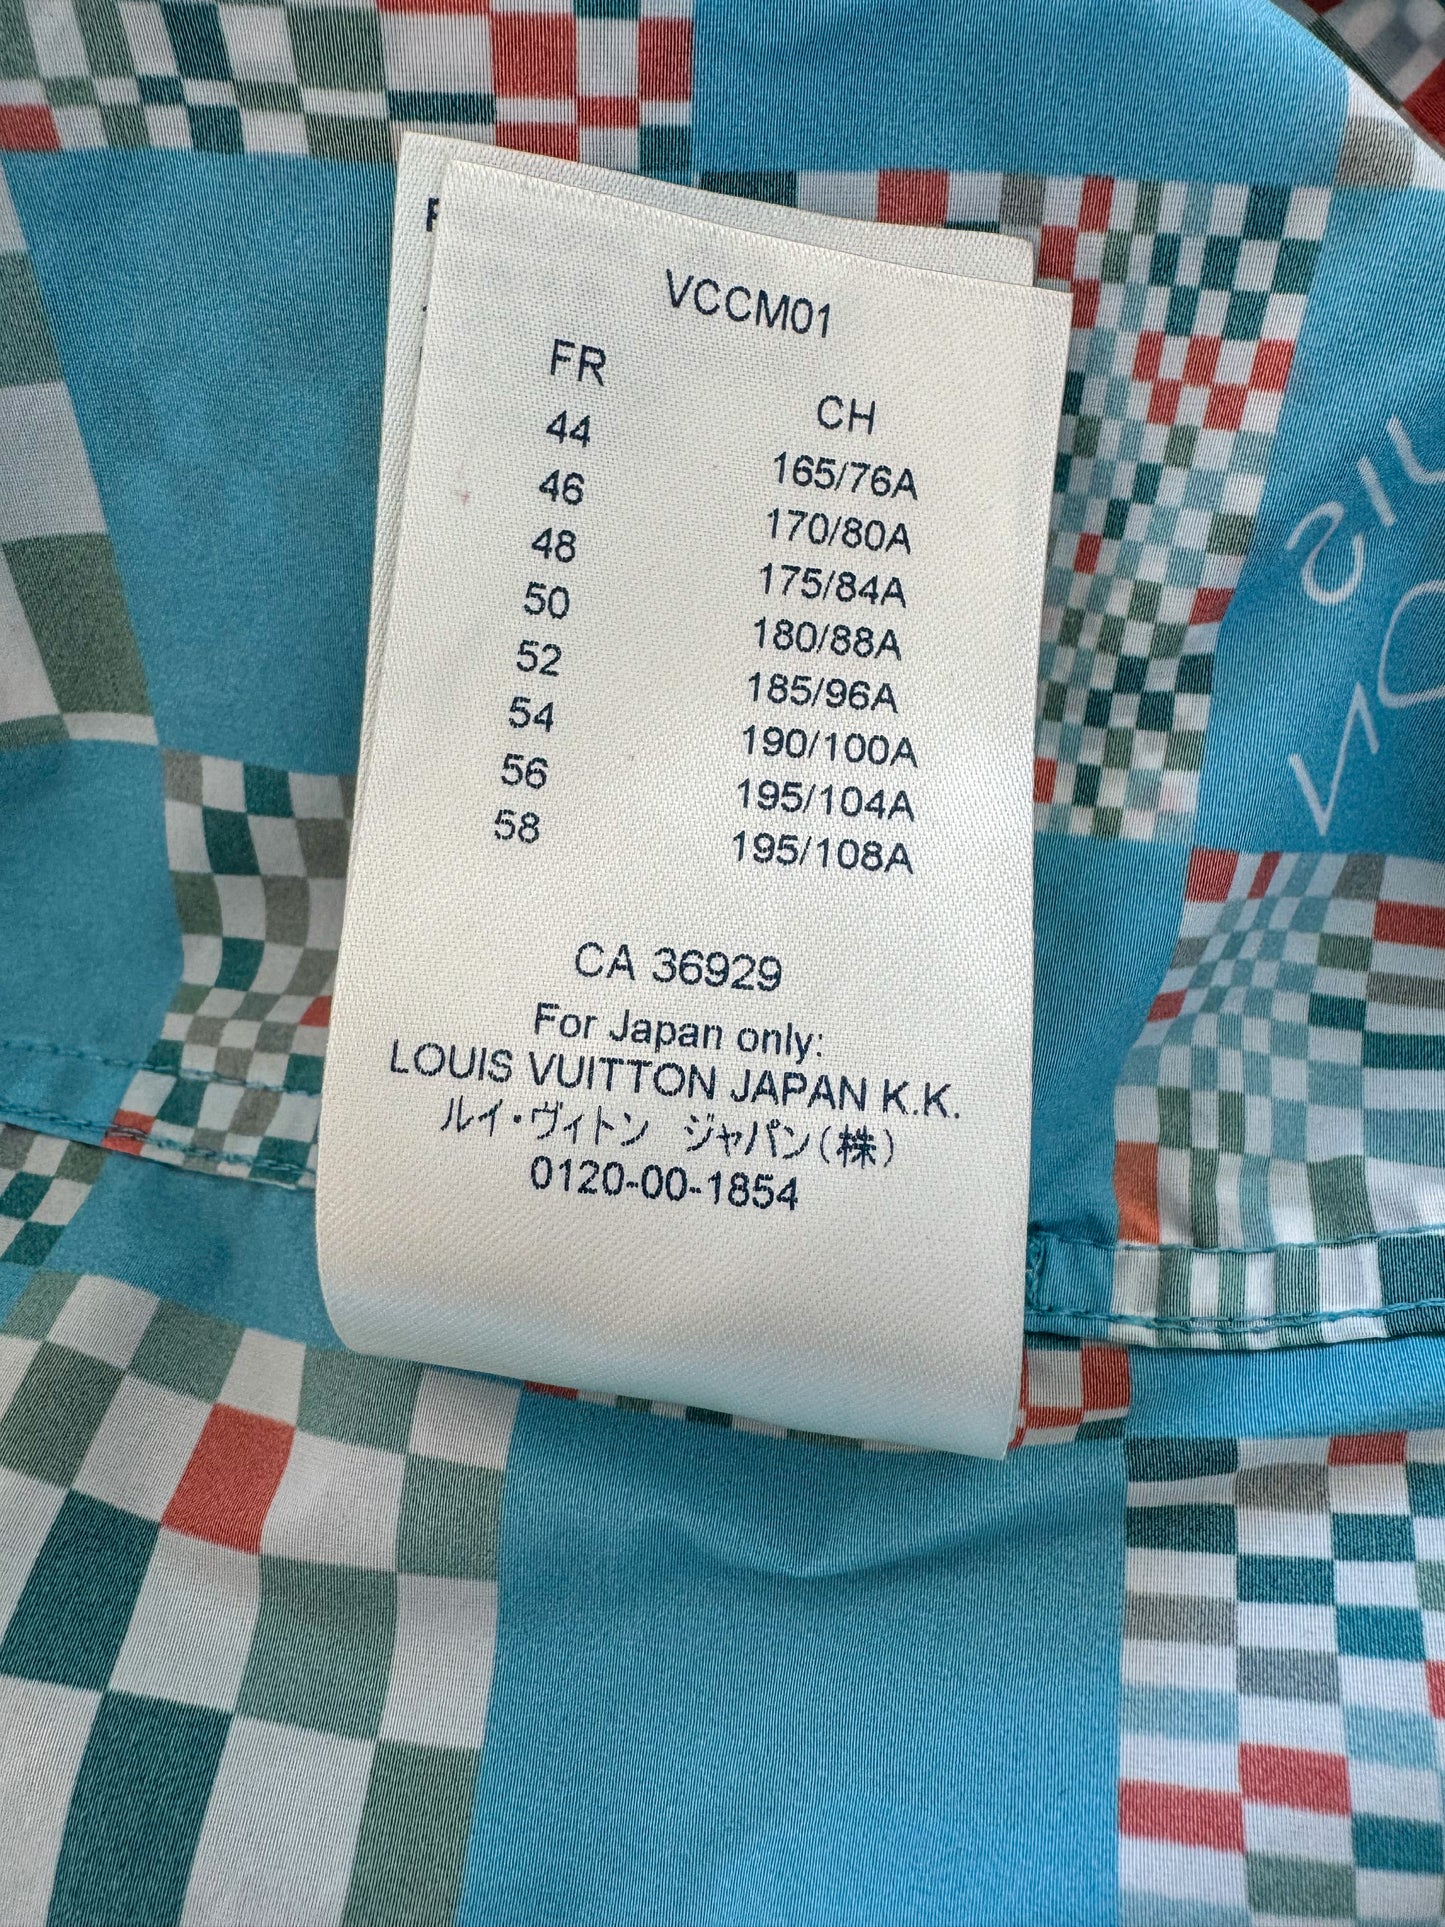 VCCM01
FR CH
44 165/76A
46 170/80A
48 175/84A
50 180/88A
52 185/96A
54 190/100A
56 195/104A
58 195/108A
CA 36929
For Japan only:
LOUIS VUITTON JAPAN K.K.
ルイ・ヴィトン ジャパン(株)
0120-00-1854